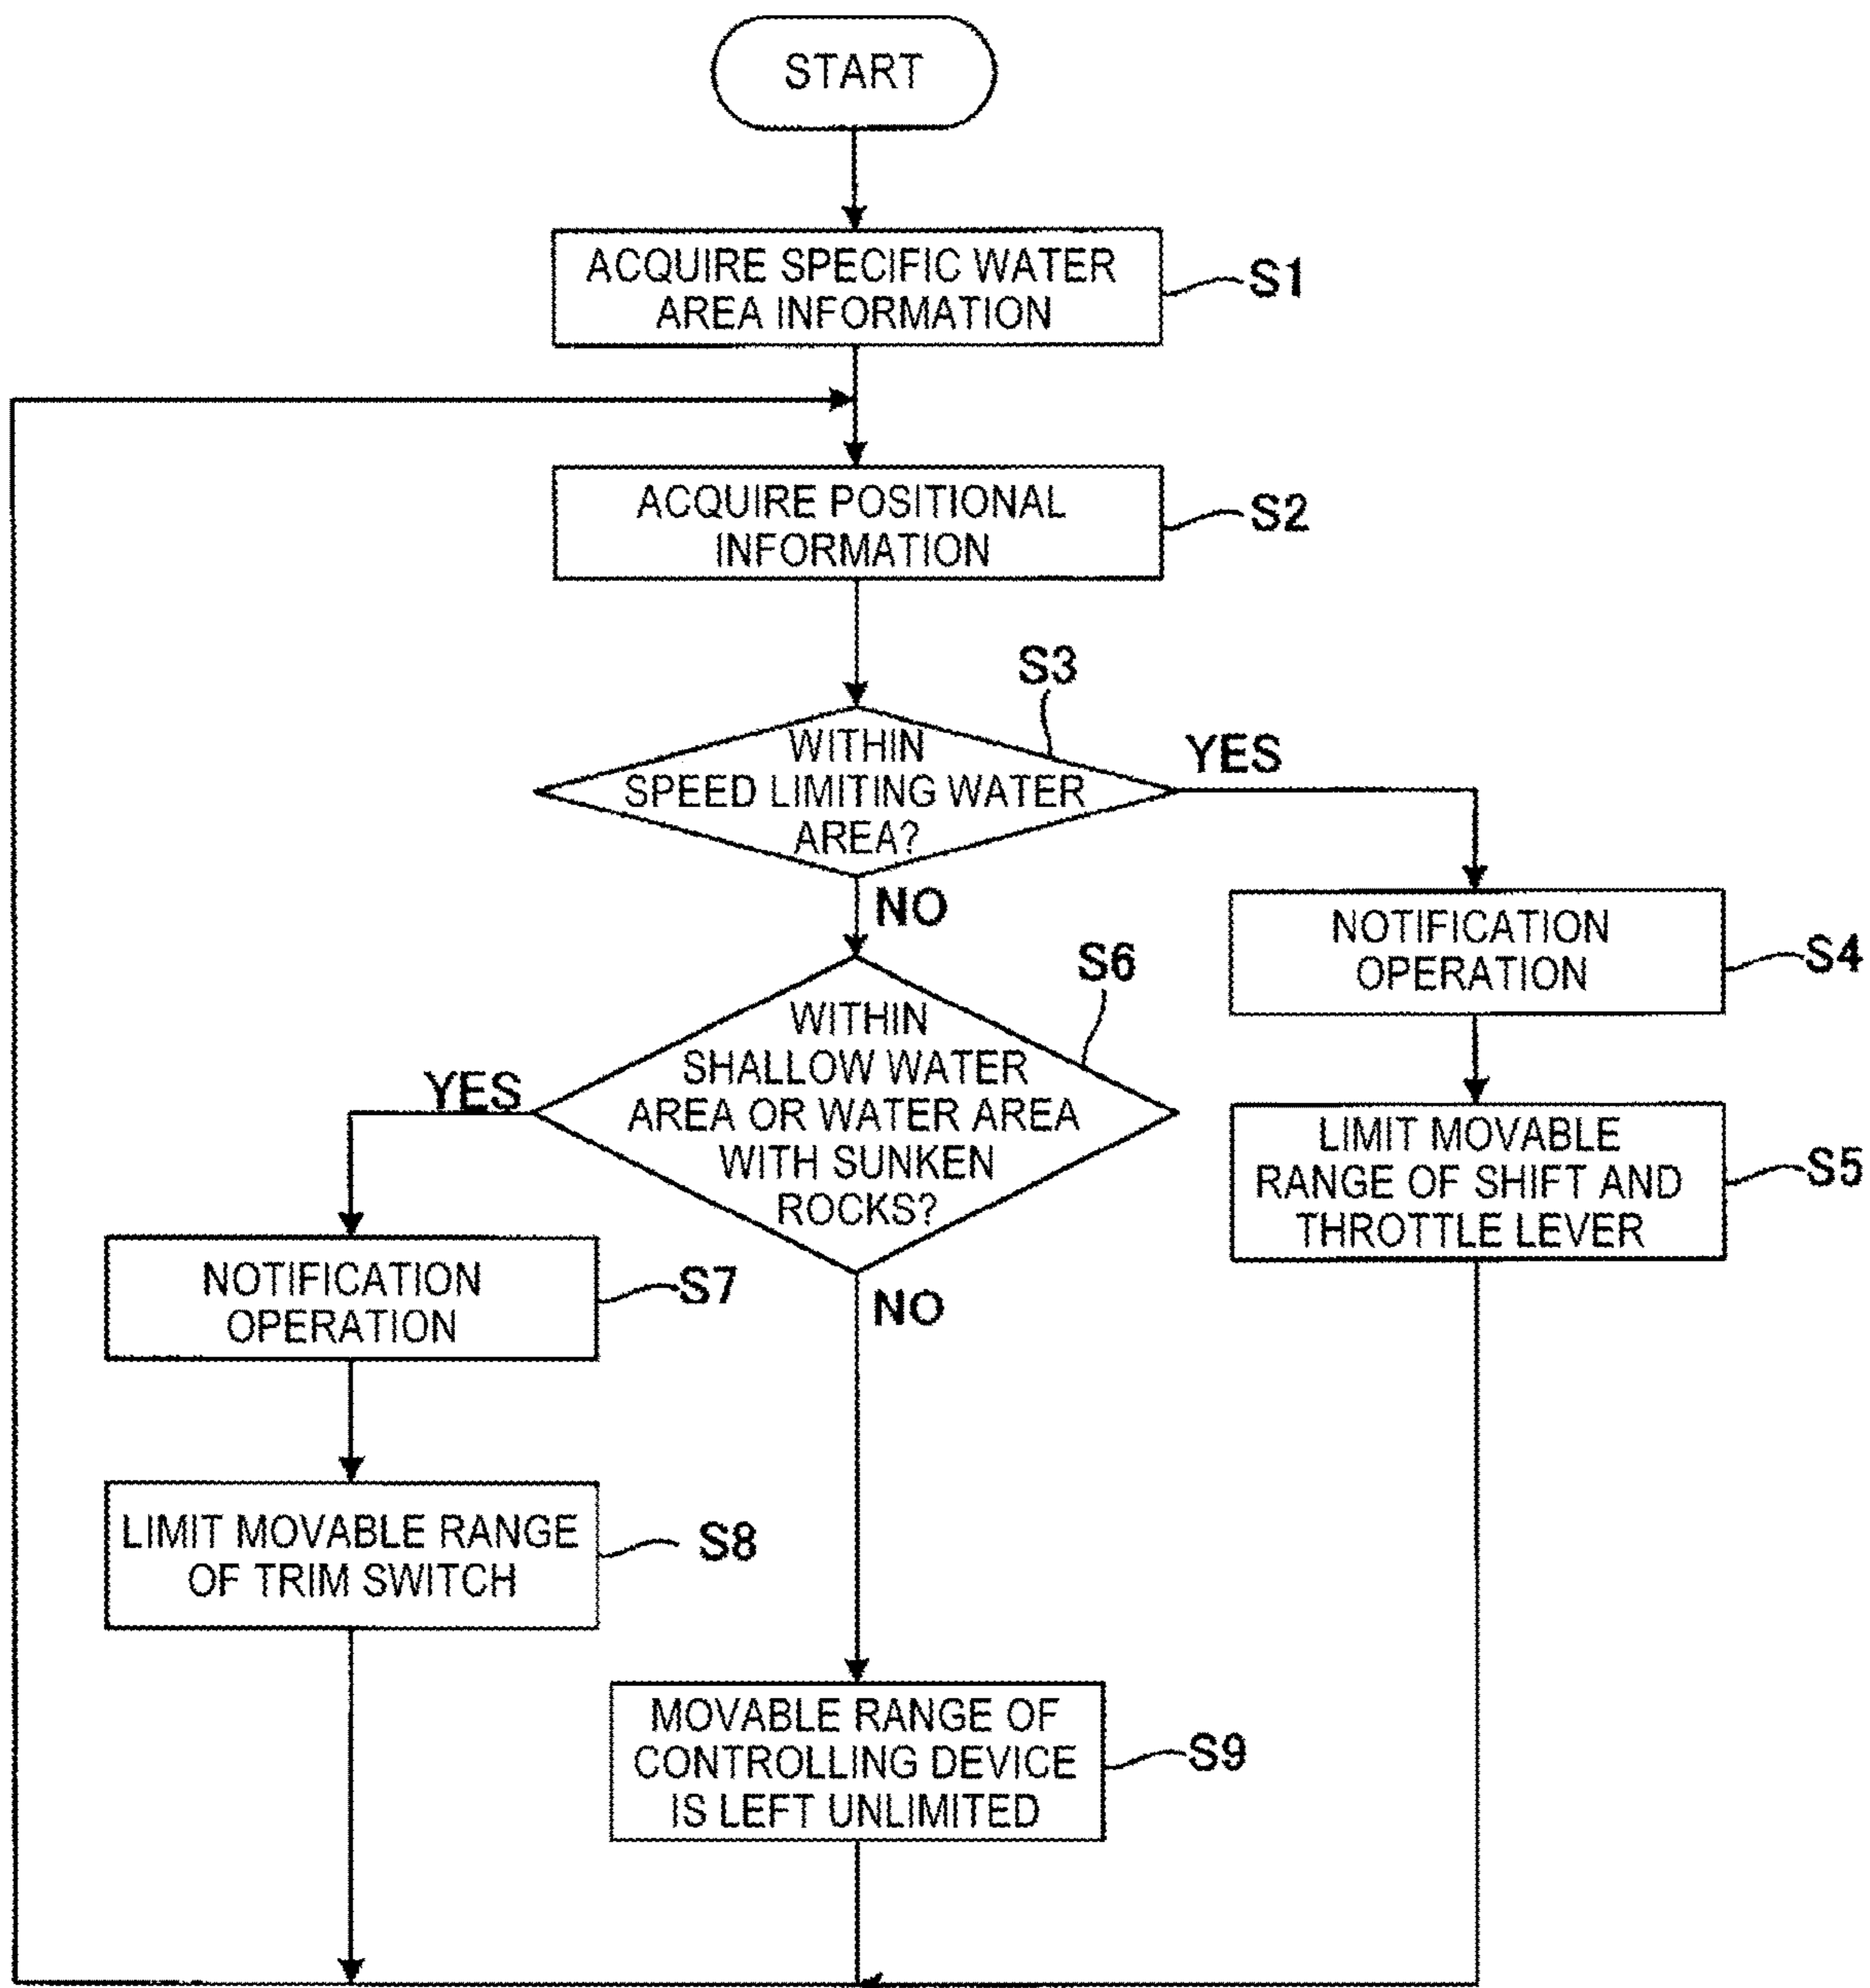 START
ACQUIRE SPECIFIC WATER
AREA INFORMATION
S1
ACQUIRE POSITIONAL
INFORMATION
S2
S3
WITHIN
SPEED LIMITING WATER
AREA?
YES
NO
NOTIFICATION
OPERATION
S4
S6
WITHIN
SHALLOW WATER
AREA OR WATER AREA
WITH SUNKEN
ROCKS?
YES
NO
LIMIT MOVABLE
RANGE OF SHIFT AND
THROTTLE LEVER
S5
NOTIFICATION
OPERATION
S7
LIMIT MOVABLE RANGE
OF TRIM SWITCH
S8
MOVABLE RANGE OF
CONTROLLING DEVICE
IS LEFT UNLIMITED
S9